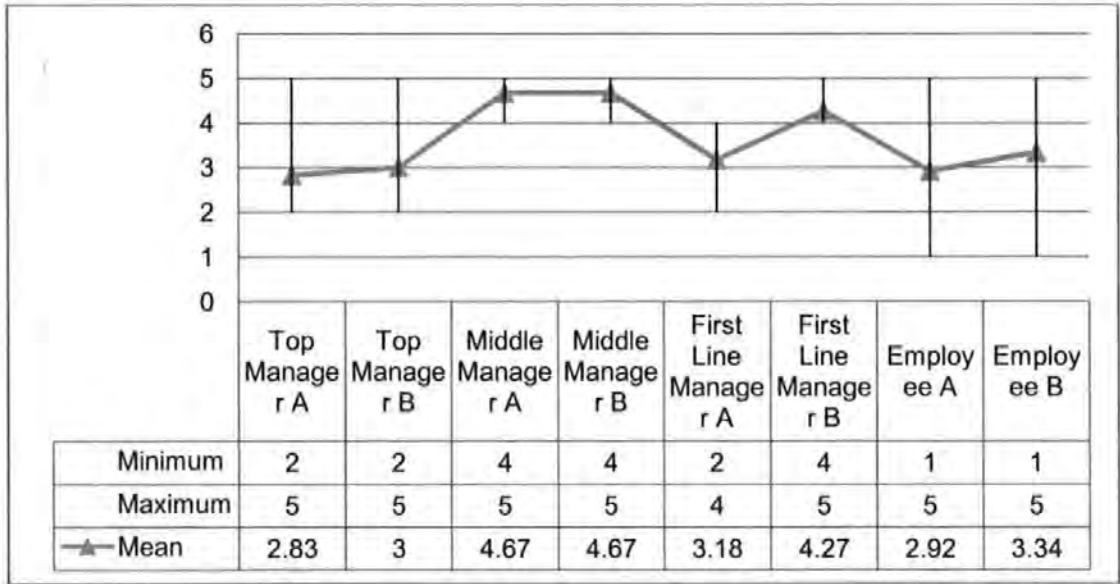 6
5
4
3
2
1
0
Top Manage r A
Top Manage r B
Middle Manage r A
Middle Manage r B
First Line Manage r A
First Line Manage r B
Employ ee A
Employ ee B
Minimum 2 2 4 4 2 4 1 1
Maximum 5 5 5 5 4 5 5 5
Mean 2.83 3 4.67 4.67 3.18 4.27 2.92 3.34